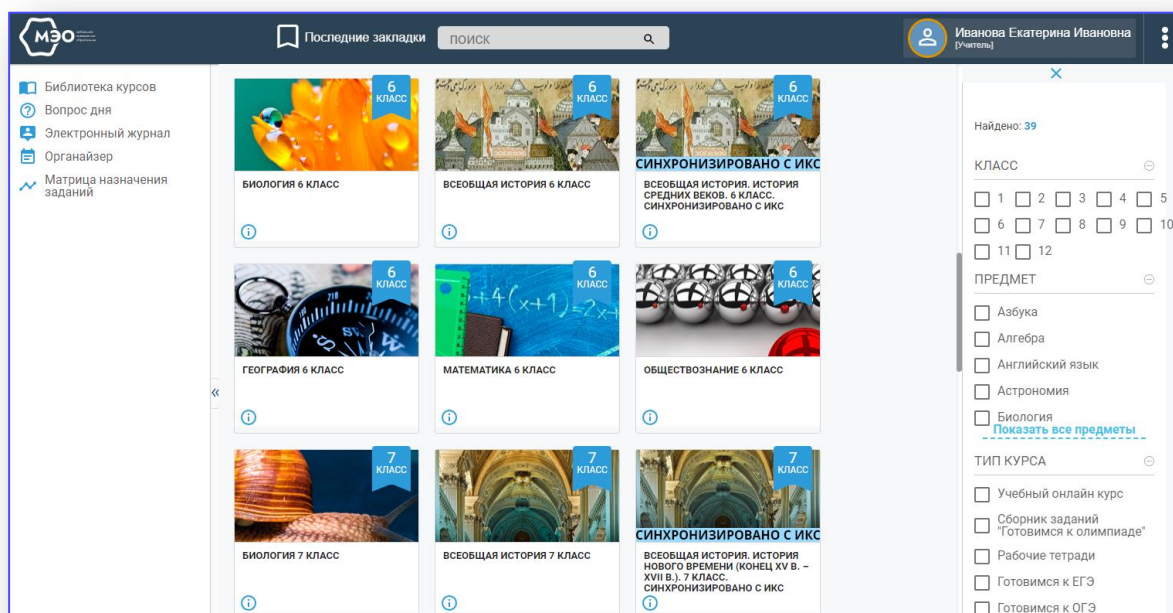 МЭО
Последние закладки
ПОИСК
Иванова Екатерина Ивановна
[Учитель]
Библиотека курсов
Вопрос дня
Электронный журнал
Органайзер
Матрица назначения
заданий
6
КЛАСС
БИОЛОГИЯ 6 КЛАСС
6
КЛАСС
ВСЕОБЩАЯ ИСТОРИЯ 6 КЛАСС
6
КЛАСС
СИНХРОНИЗИРОВАНО С ИКС
ВСЕОБЩАЯ ИСТОРИЯ. ИСТОРИЯ
СРЕДНИХ ВЕКОВ. 6 КЛАСС.
СИНХРОНИЗИРОВАНО С ИКС
6
КЛАСС
210
SW
W
ГЕОГРАФИЯ 6 КЛАСС
6
КЛАСС
+4(x+1)=2x+
МАТЕМАТИКА 6 КЛАСС
6
КЛАСС
ОБЩЕСТВОЗНАНИЕ 6 КЛАСС
7
КЛАСС
БИОЛОГИЯ 7 КЛАСС
7
КЛАСС
ВСЕОБЩАЯ ИСТОРИЯ 7 КЛАСС
7
КЛАСС
СИНХРОНИЗИРОВАНО С ИКС
ВСЕОБЩАЯ ИСТОРИЯ. ИСТОРИЯ
НОВОГО ВРЕМЕНИ (КОНЕЦ XV В. –
XVII В.). 7 КЛАСС.
СИНХРОНИЗИРОВАНО С ИКС
Найдено: 39
КЛАСС
1 2 3 4 5
6 7 8 9 10
11 12
ПРЕДМЕТ
Азбука
Алгебра
Английский язык
Астрономия
Биология
Показать все предметы
ТИП КУРСА
Учебный онлайн курс
Сборник заданий
"Готовимся к олимпиаде"
Рабочие тетради
Готовимся к ЕГЭ
Готовимся к ОГЭ